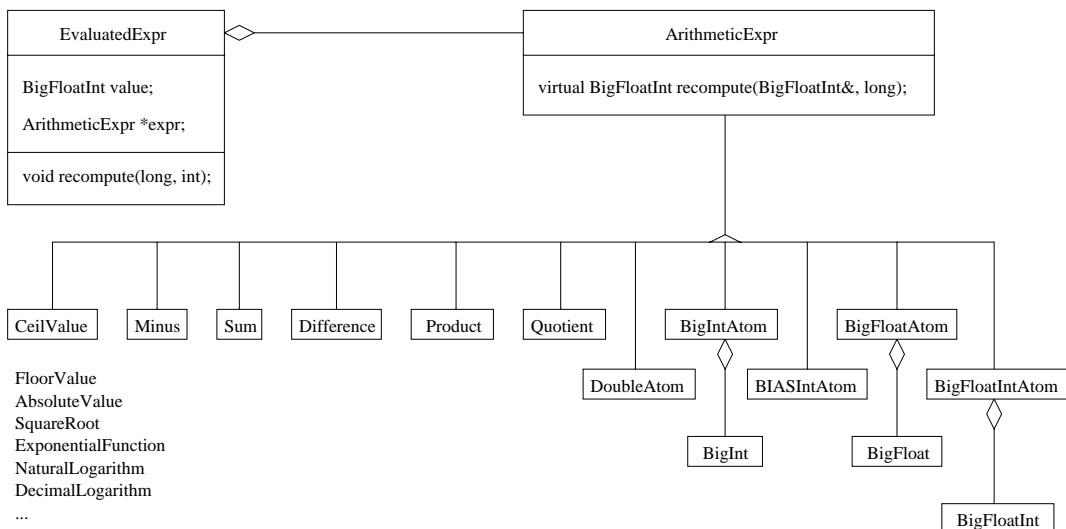 EvaluatedExpr
BigFloatInt value;
ArithmeticExpr *expr;
void recompute(long, int);
ArithmeticExpr
virtual BigFloatInt recompute(BigFloatInt&, long);
CeilValue
Minus
Sum
Difference
Product
Quotient
BigIntAtom
BigFloatAtom
DoubleAtom
BIASIntAtom
BigFloatIntAtom
FloorValue
AbsoluteValue
SquareRoot
ExponentialFunction
NaturalLogarithm
DecimalLogarithm
...
BigInt
BigFloat
BigFloatInt